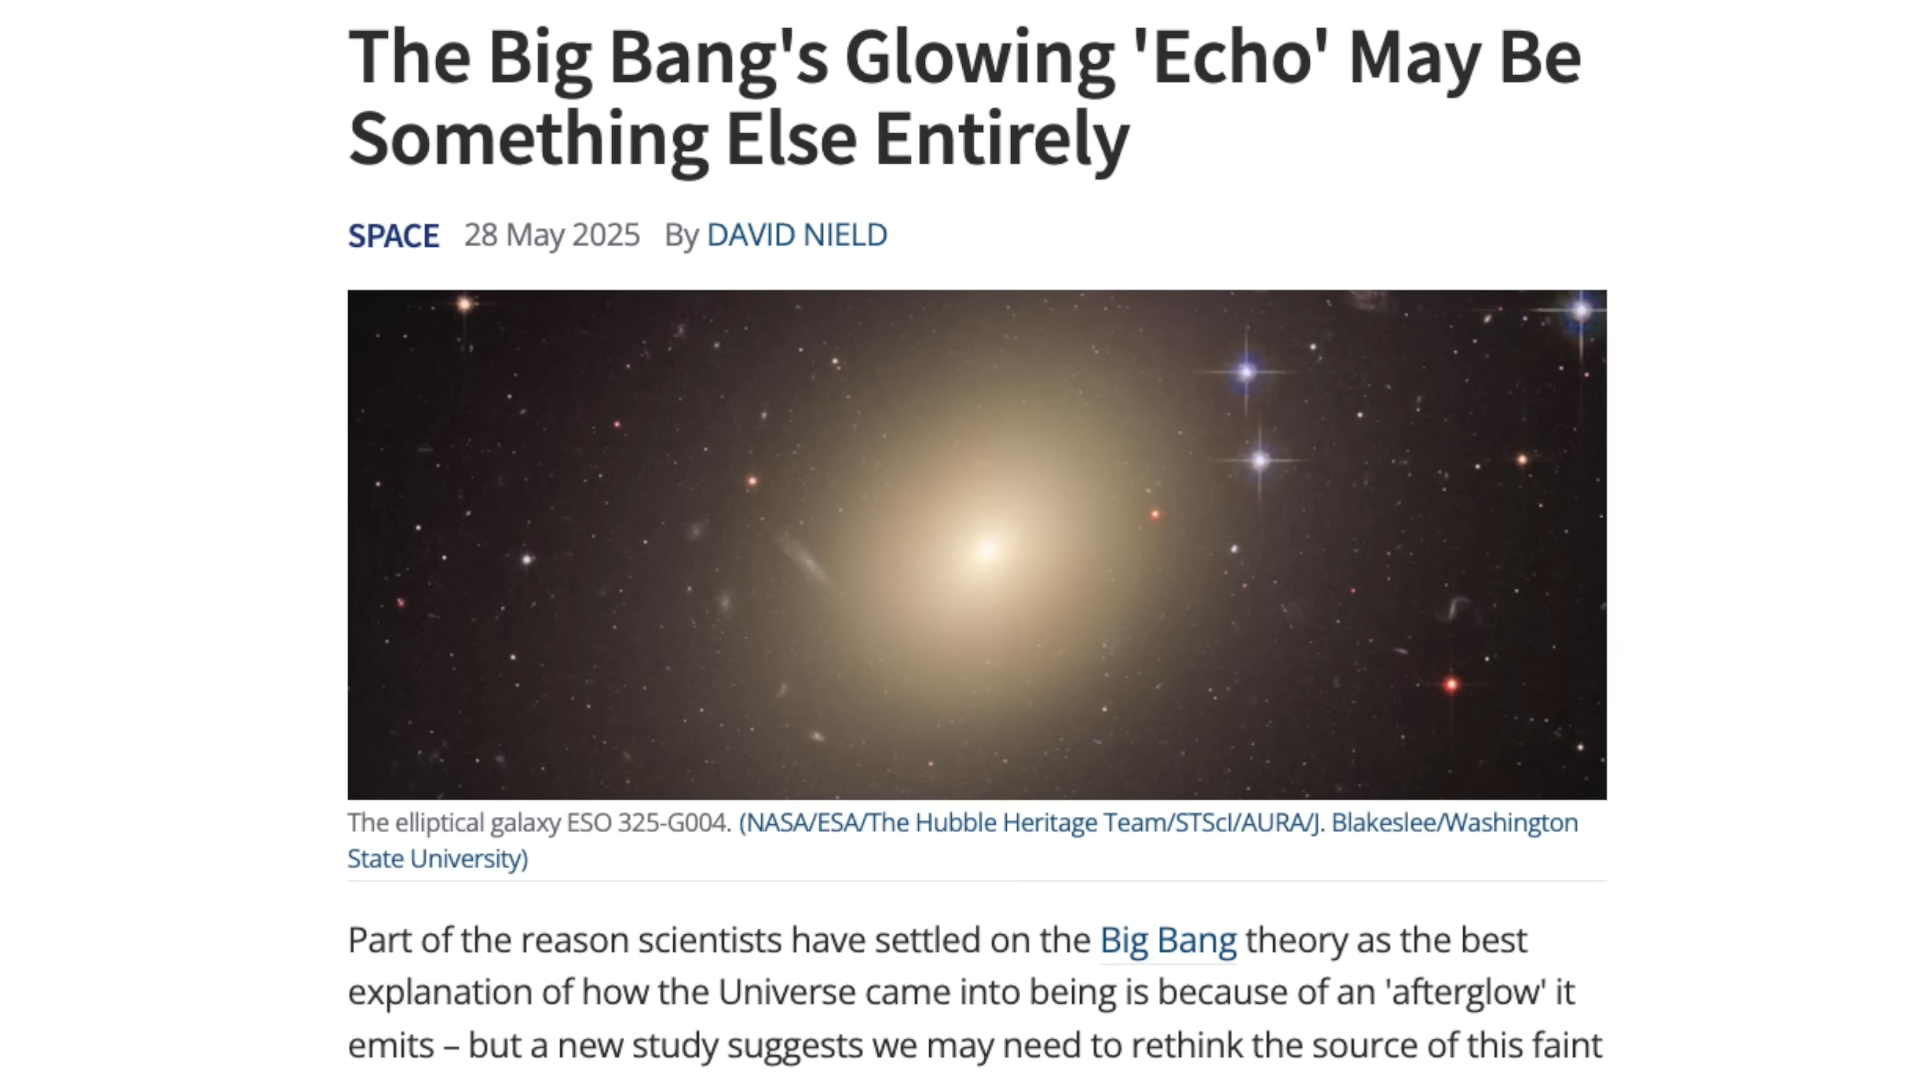 The Big Bang's Glowing 'Echo' May Be
Something Else Entirely
SPACE 28 May 2025 By DAVID NIELD
The elliptical galaxy ESO 325-G004. (NASA/ESA/The Hubble Heritage Team/STScI/AURA/J. Blakeslee/Washington
State University)
Part of the reason scientists have settled on the Big Bang theory as the best
explanation of how the Universe came into being is because of an 'afterglow' it
emits – but a new study suggests we may need to rethink the source of this faint